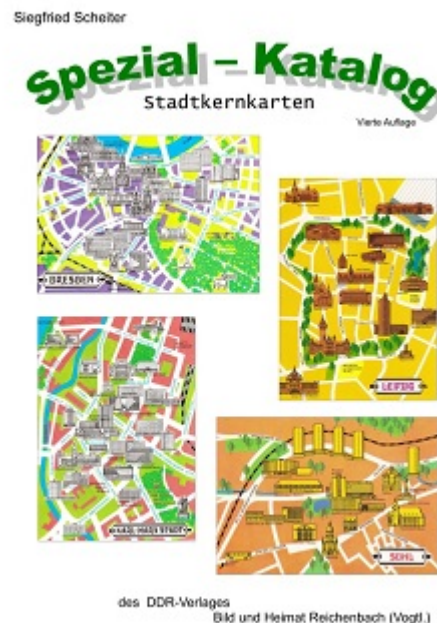 Siegfried Scheiter
Spezial – Katalog
Stadtkernkarten
Vierte Auflage
DRESDEN
LEIPZIG
KARL-MARX-STADT
SUHL
des DDR-Verlages
Bild und Heimat Reichenbach (Vogtl.)